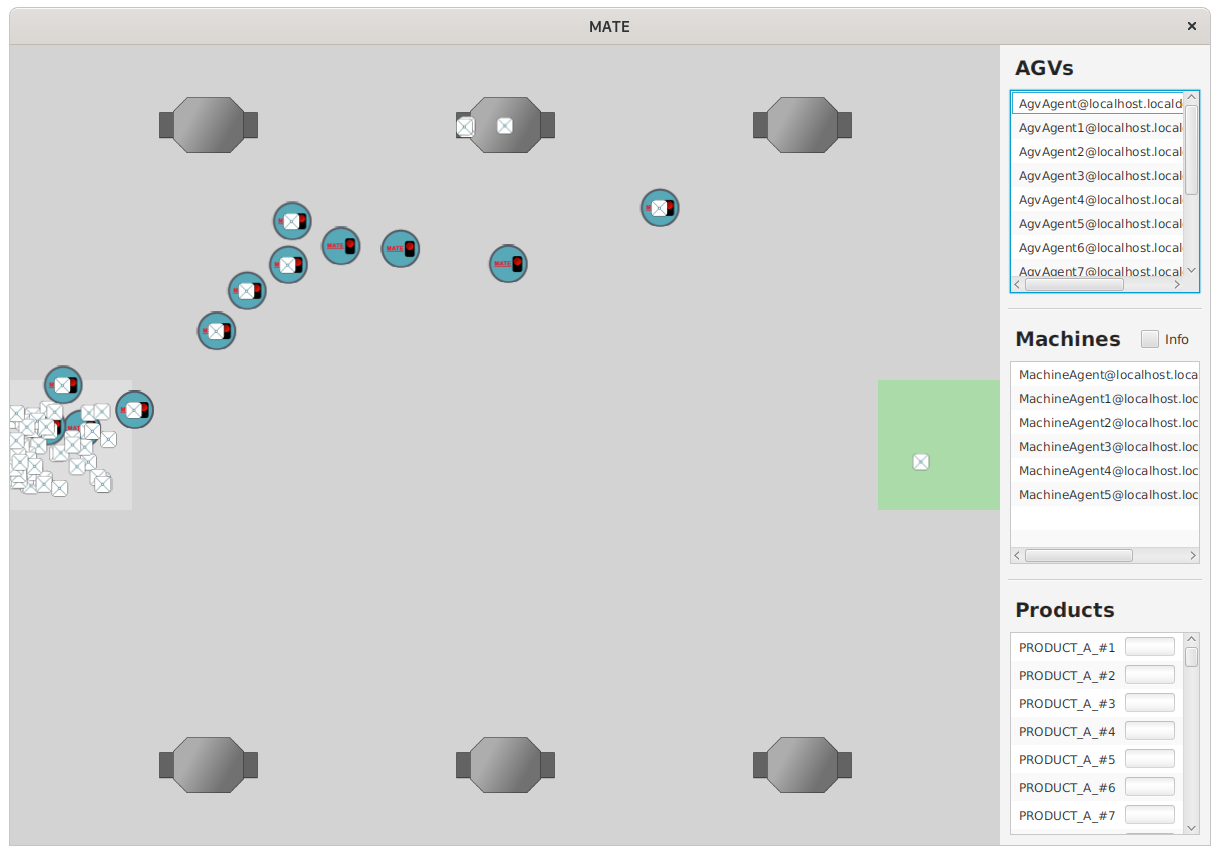 MATE
AGVs
AgvAgent@localhost.locald
AgvAgent1@localhost.local
AgvAgent2@localhost.local
AgvAgent3@localhost.local
AgvAgent4@localhost.local
AgvAgent5@localhost.local
AgvAgent6@localhost.local
AgvAgent7@localhost.local
Machines
Info
MachineAgent@localhost.loca
MachineAgent1@localhost.loc
MachineAgent2@localhost.loc
MachineAgent3@localhost.loc
MachineAgent4@localhost.loc
MachineAgent5@localhost.loc
Products
PRODUCT_A_#1
PRODUCT_A_#2
PRODUCT_A_#3
PRODUCT_A_#4
PRODUCT_A_#5
PRODUCT_A_#6
PRODUCT_A_#7
MATE
MATE
MATE